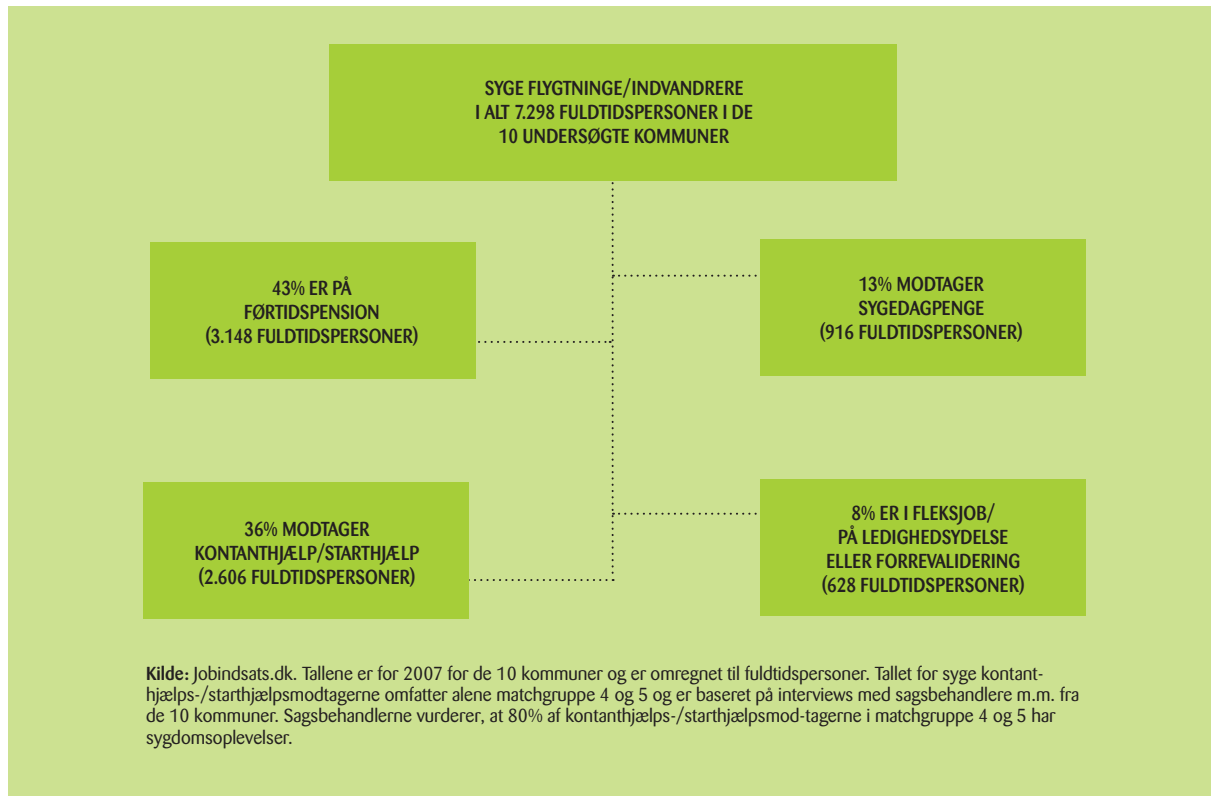 SYGE FLYGTNINGE/INDVANDRERE
I ALT 7.298 FULDTIDSPERSONER I DE
10 UNDERSØGTE KOMMUNER
43% ER PÅ
FØRTIDSPENSION
(3.148 FULDTIDSPERSONER)
13% MODTAGER
SYGEDAGPENGE
(916 FULDTIDSPERSONER)
36% MODTAGER
KONTANTHJÆLP/STARTHJÆLP
(2.606 FULDTIDSPERSONER)
8% ER I FLEKSJOB/
PÅ LEDIGHEDSYDELSE
ELLER FORREVALIDERING
(628 FULDTIDSPERSONER)
Kilde: Jobindsats.dk. Tallene er for 2007 for de 10 kommuner og er omregnet til fuldtidspersoner. Tallet for syge kontant-
hjælps-/starthjælpsmodtagerne omfatter alene matchgruppe 4 og 5 og er baseret på interviews med sagsbehandlere m.m. fra
de 10 kommuner. Sagsbehandlerne vurderer, at 80% af kontanthjælps-/starthjælpsmod-tagerne i matchgruppe 4 og 5 har
sygdomsoplevelser.